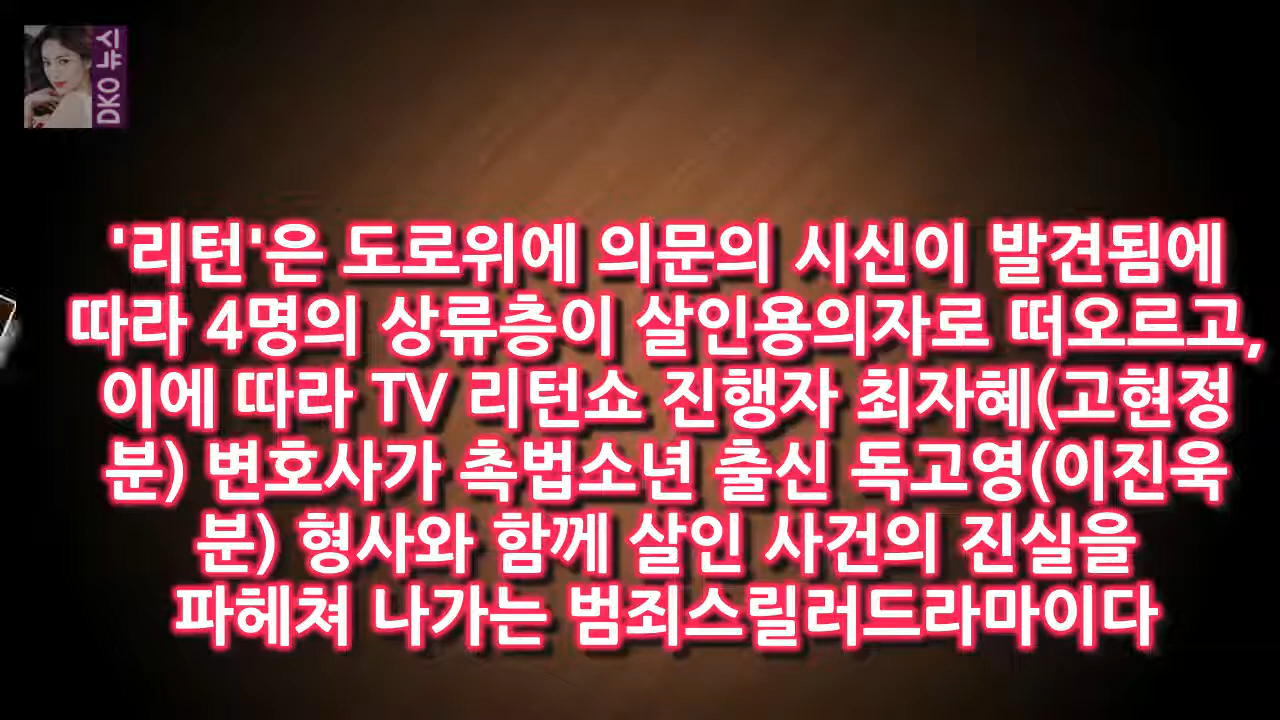 DKO 뉴스
'리턴'은 도로위에 의문의 시신이 발견됨에
따라 4명의 상류층이 살인용의자로 떠오르고,
이에 따라 TV 리턴쇼 진행자 최자혜(고현정
분) 변호사가 촉법소년 출신 독고영(이진욱
분) 형사와 함께 살인 사건의 진실을
파헤쳐 나가는 범죄스릴러드라마이다